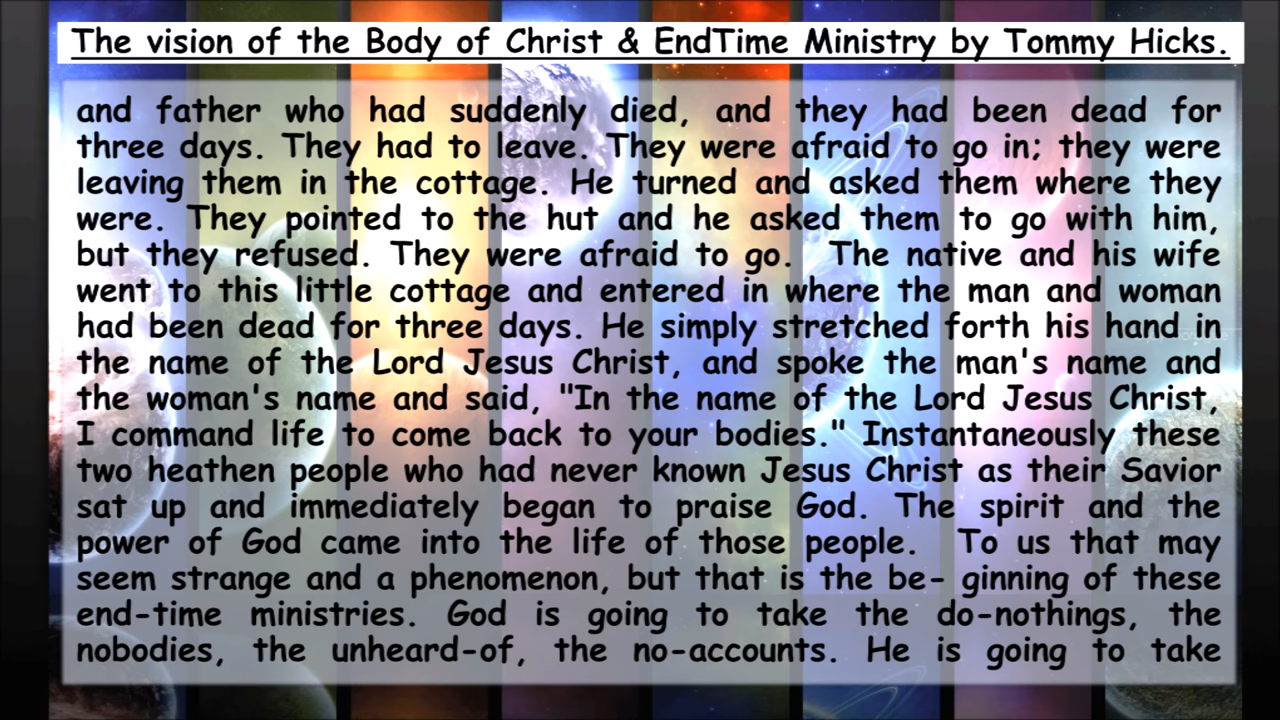 The vision of the Body of Christ & EndTime Ministry by Tommy Hicks.
and father who had suddenly died, and they had been dead for
three days. They had to leave. They were afraid to go in; they were
leaving them in the cottage. He turned and asked them where they
were. They pointed to the hut and he asked them to go with him,
but they refused. They were afraid to go. The native and his wife
went to this little cottage and entered in where the man and woman
had been dead for three days. He simply stretched forth his hand in
the name of the Lord Jesus Christ, and spoke the man's name and
the woman's name and said, "In the name of the Lord Jesus Christ,
I command life to come back to your bodies." Instantaneously these
two heathen people who had never known Jesus Christ as their Savior
sat up and immediately began to praise God. The spirit and the
power of God came into the life of those people. To us that may
seem strange and a phenomenon, but that is the be- ginning of these
end-time ministries. God is going to take the do-nothings, the
nobodies, the unheard-of, the no-accounts. He is going to take